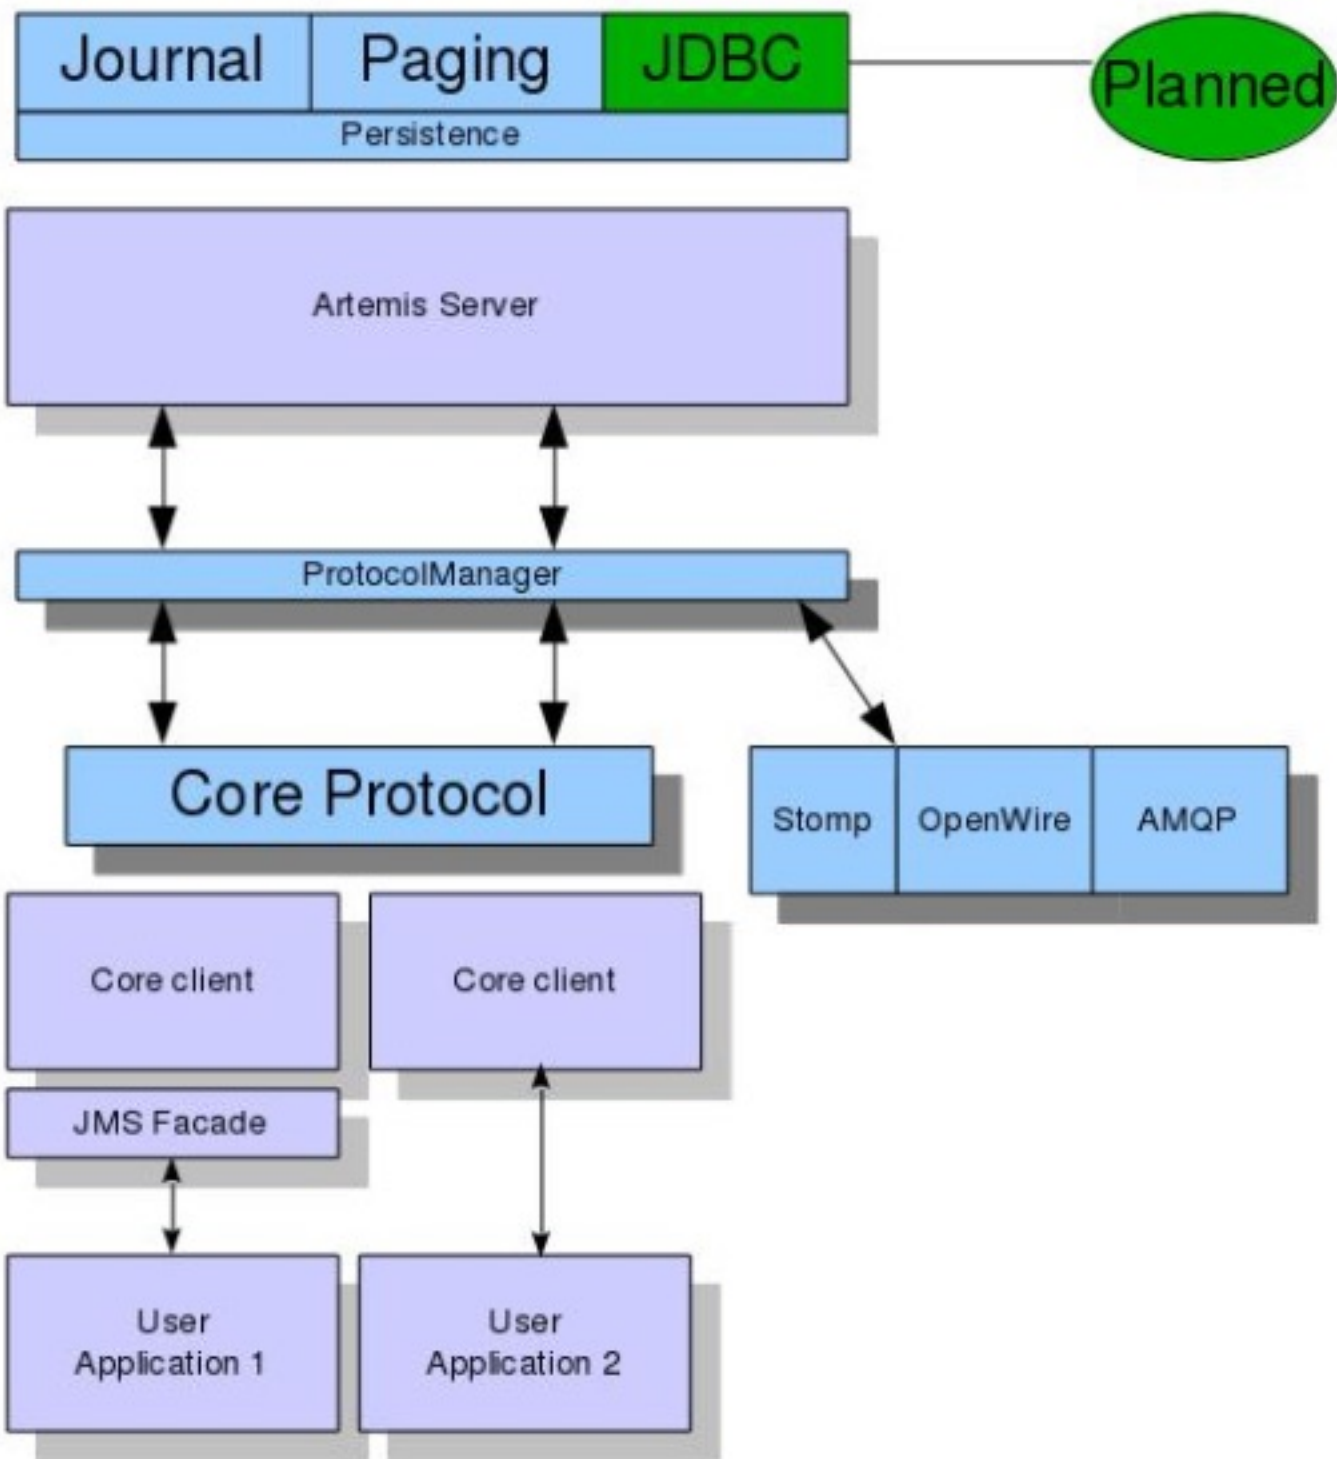 Journal
Paging
JDBC
Planned
Persistence
Artemis Server
ProtocolManager
Core Protocol
Stomp
OpenWire
AMQP
Core client
Core client
JMS Facade
User
Application 1
User
Application 2